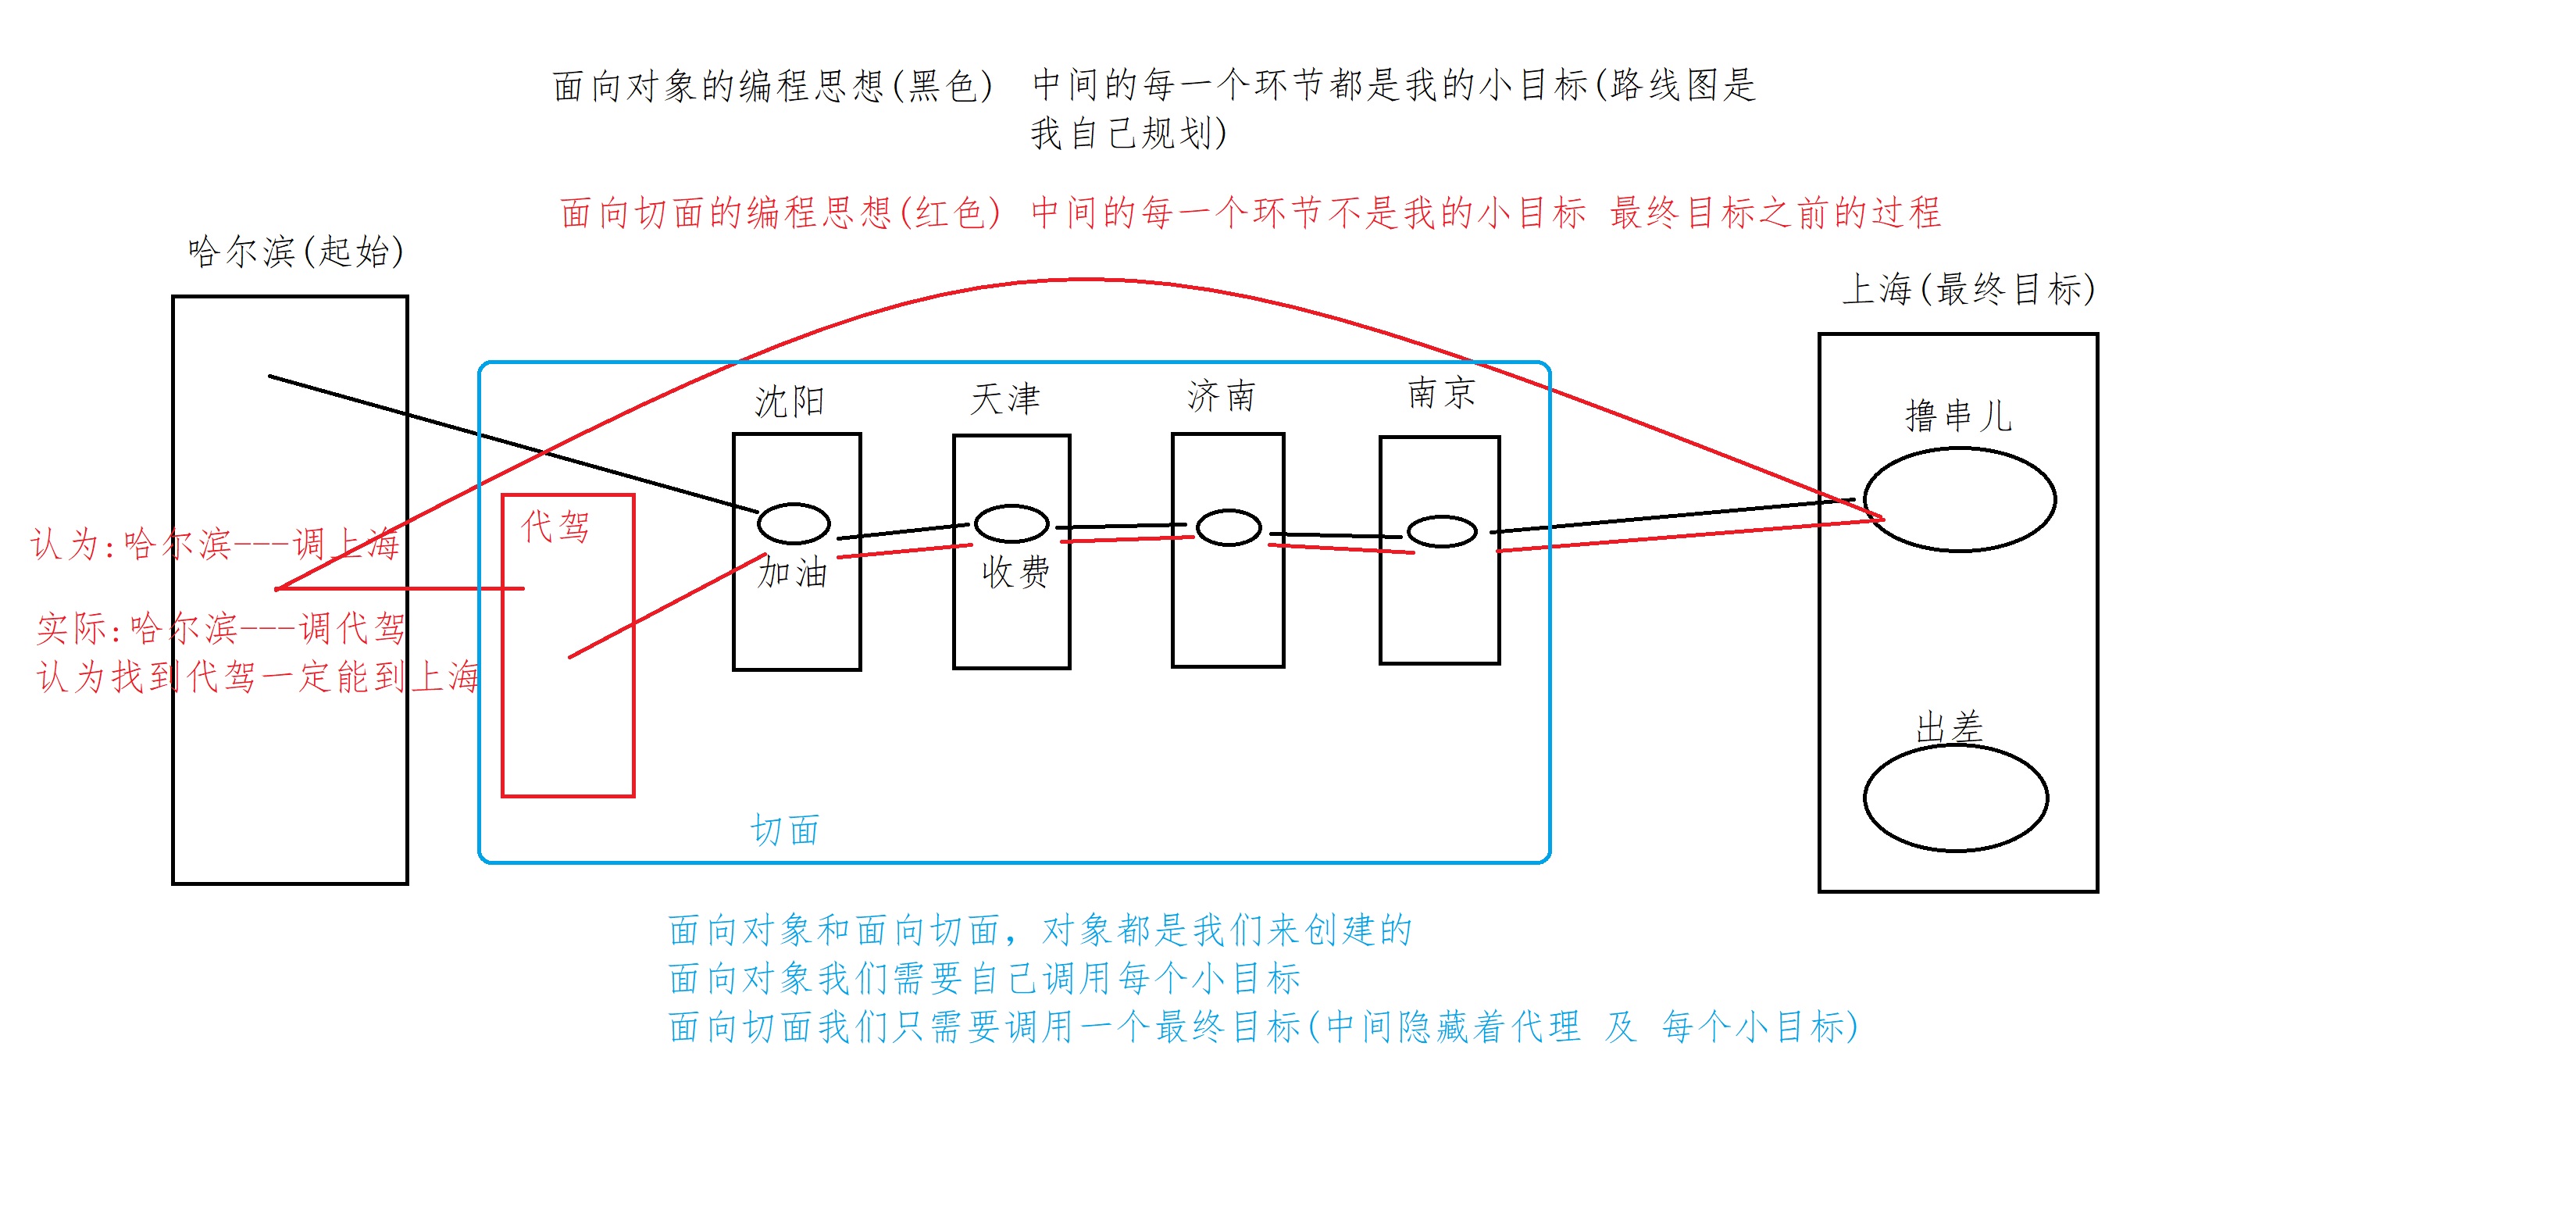 面向对象的编程思想(黑色) 中间的每一个环节都是我的小目标(路线图是
我自己规划)
面向切面的编程思想(红色) 中间的每一个环节不是我的小目标 最终目标之前的过程
哈尔滨(起始)
上海(最终目标)
沈阳
天津
济南
南京
撸串儿
代驾
认为:哈尔滨---调上海
加油
收费
实际:哈尔滨---调代驾
认为找到代驾一定能到上海
出差
切面
面向对象和面向切面，对象都是我们来创建的
面向对象我们需要自己调用每个小目标
面向切面我们只需要调用一个最终目标(中间隐藏着代理 及 每个小目标)